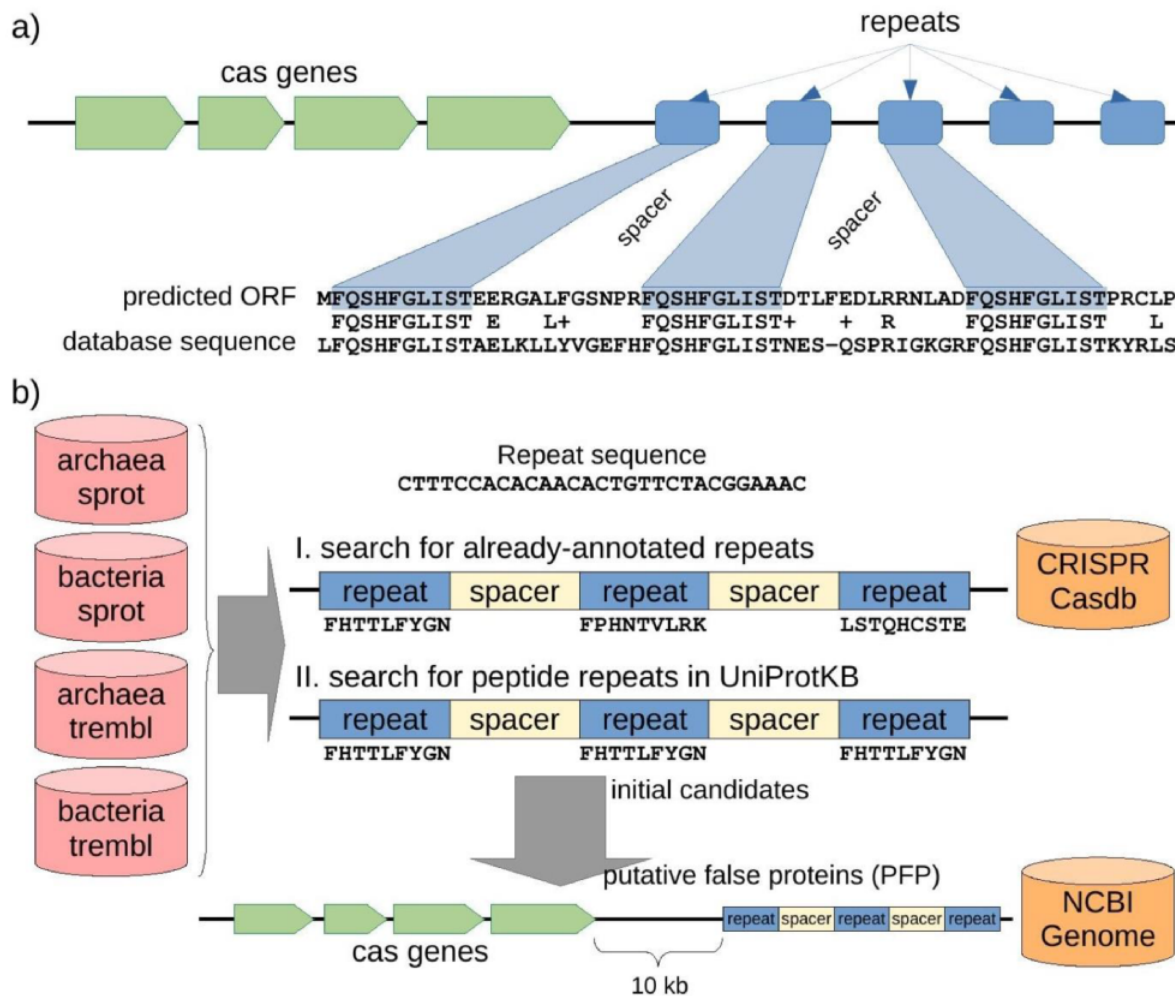 a)
repeats
cas genes
spacer
spacer
predicted ORF MFQSHFGLISTEERGALFGSNPRFQSHFGLISTDTLFEDLRRNLADFQSHFGLISTPRCLP
FQSHFGLIST E L+ FQSHFGLIST+ + R FQSHFGLIST L
database sequence LFQSHFGLISTAELKLLYVGEFHFQSHFGLISTNES-QSPRIGKGRFQSHFGLISTKYRLS
b)
archaea
sprot
bacteria
sprot
archaea
trembl
bacteria
trembl
Repeat sequence
CTTTCCACACAACACTGTTCTACGGAAAC
I. search for already-annotated repeats
repeat spacer repeat spacer repeat
FHTTLFYGN FPHNTVLRK LSTQHCSTE
CRISPR
Casdb
II. search for peptide repeats in UniProtKB
repeat spacer repeat spacer repeat
FHTTLFYGN FHTTLFYGN FHTTLFYGN
initial candidates
putative false proteins (PFP)
repeat spacer repeat spacer repeat
cas genes
10 kb
NCBI
Genome